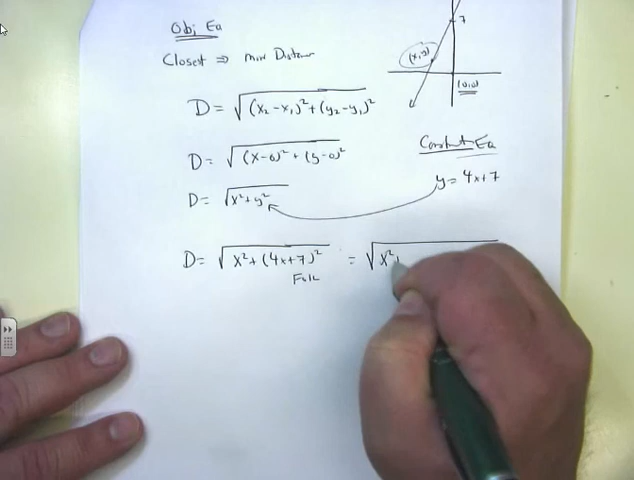 Obj Eq
7
Closest ⇒ min Distance
(x,y)
(0,0)
D = √(x₂-x₁)²+(y₂-y₁)²
Constraint Eq
D = √(x-0)²+(y-0)²
y = 4x+7
D = √x²+y²
D = √x²+(4x+7)² = √x²+
FOIL